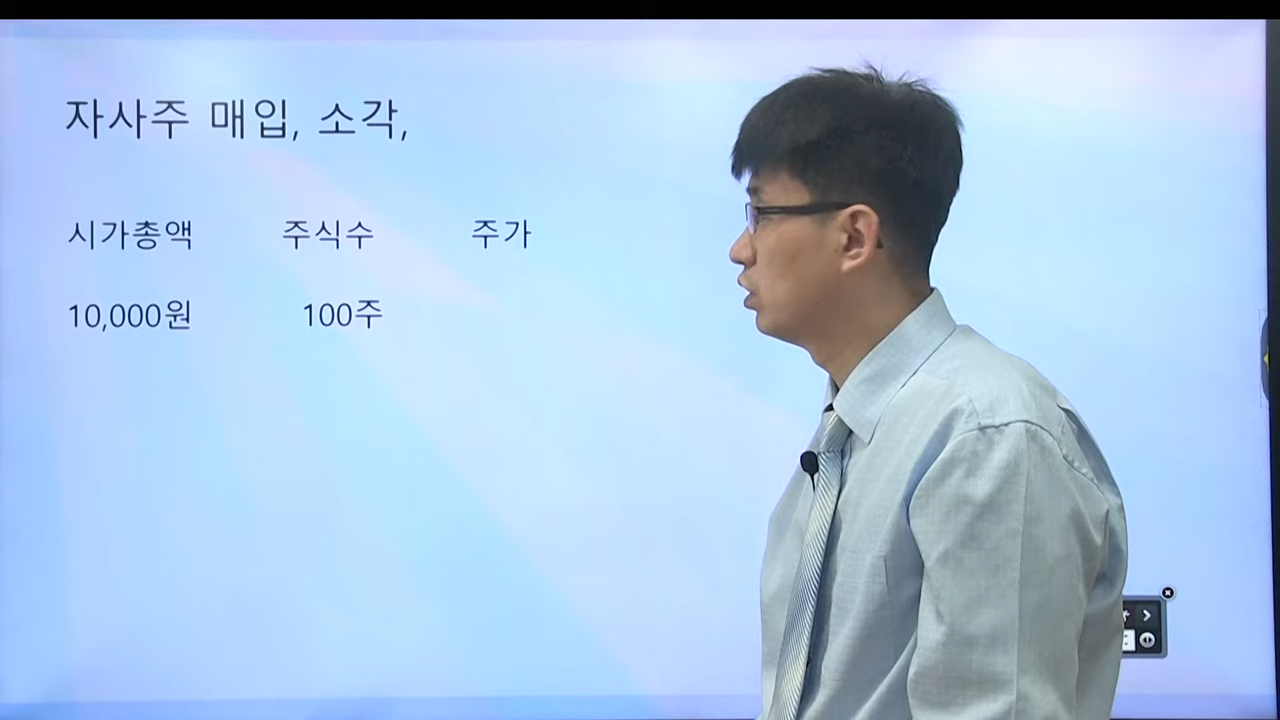 자사주 매입, 소각,
시가총액 주식수 주가
10,000원 100주